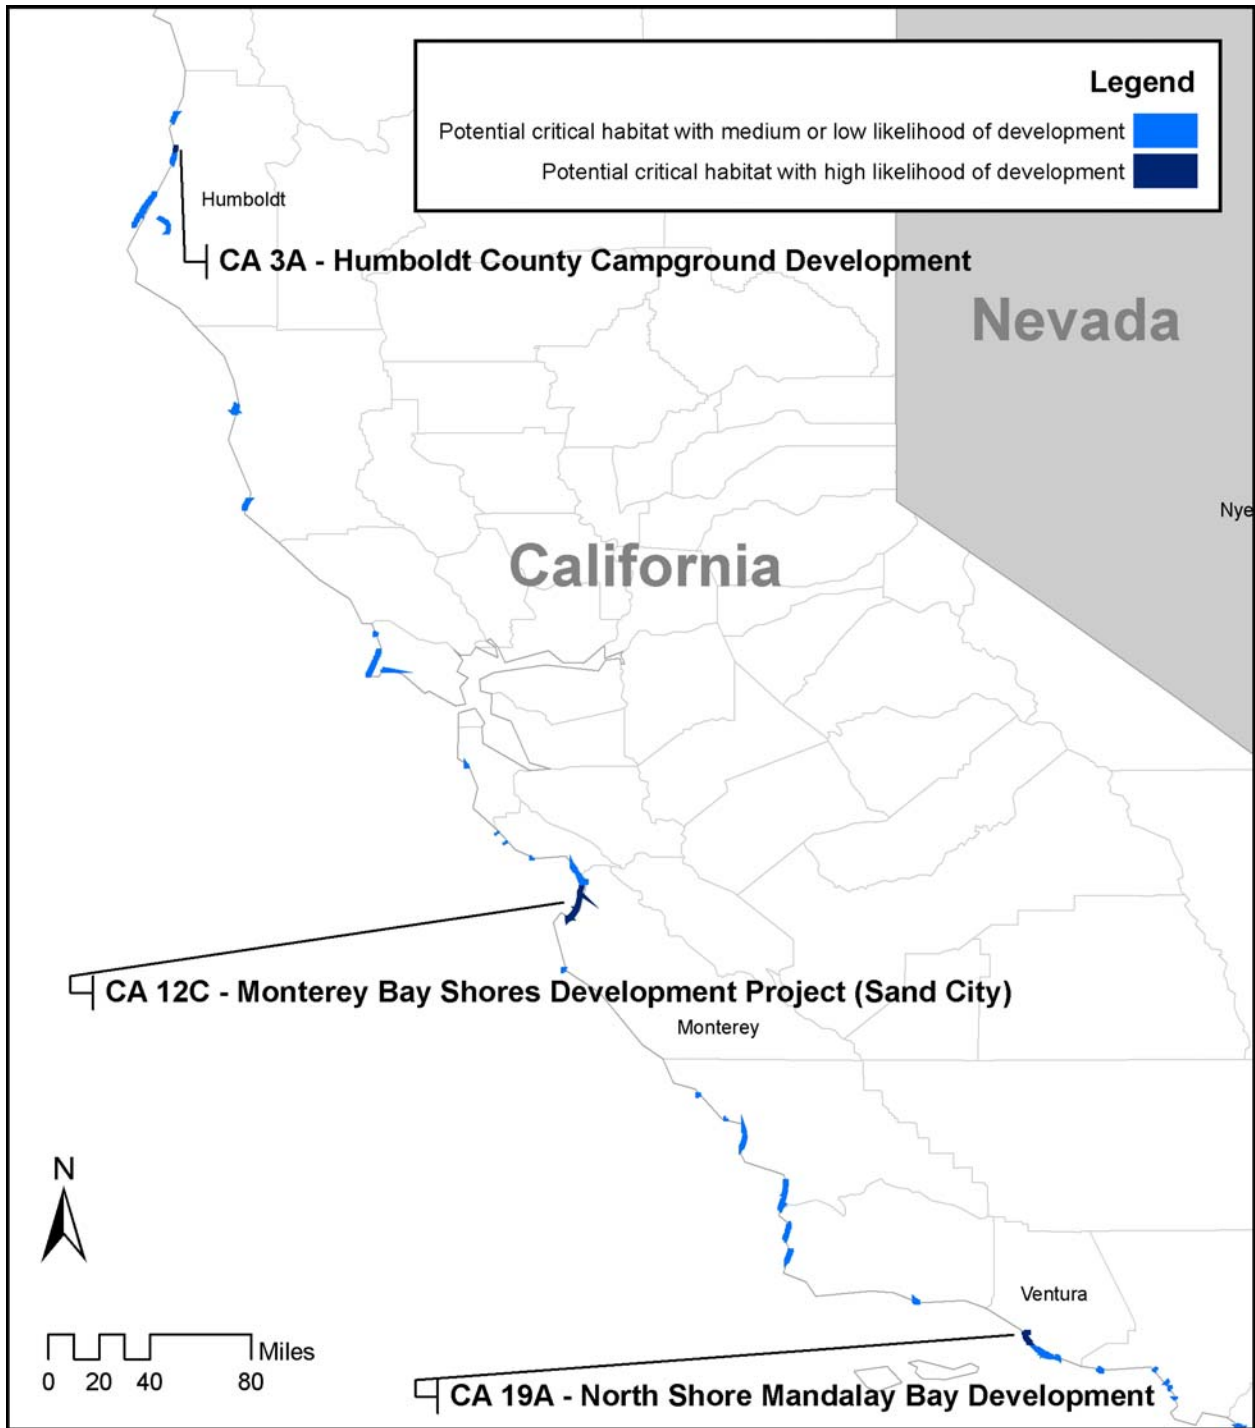 Legend
Potential critical habitat with medium or low likelihood of development
Potential critical habitat with high likelihood of development
Humboldt
CA 3A - Humboldt County Campground Development
Nevada
Nye
California
CA 12C - Monterey Bay Shores Development Project (Sand City)
Monterey
N
Ventura
Miles
0 20 40 80
CA 19A - North Shore Mandalay Bay Development